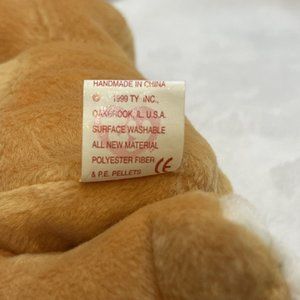 HANDMADE IN CHINA
© 1999 TY INC.,
OAKBROOK, IL. U.S.A.
SURFACE WASHABLE
ALL NEW MATERIAL
POLYESTER FIBER
& P.E. PELLETS CE